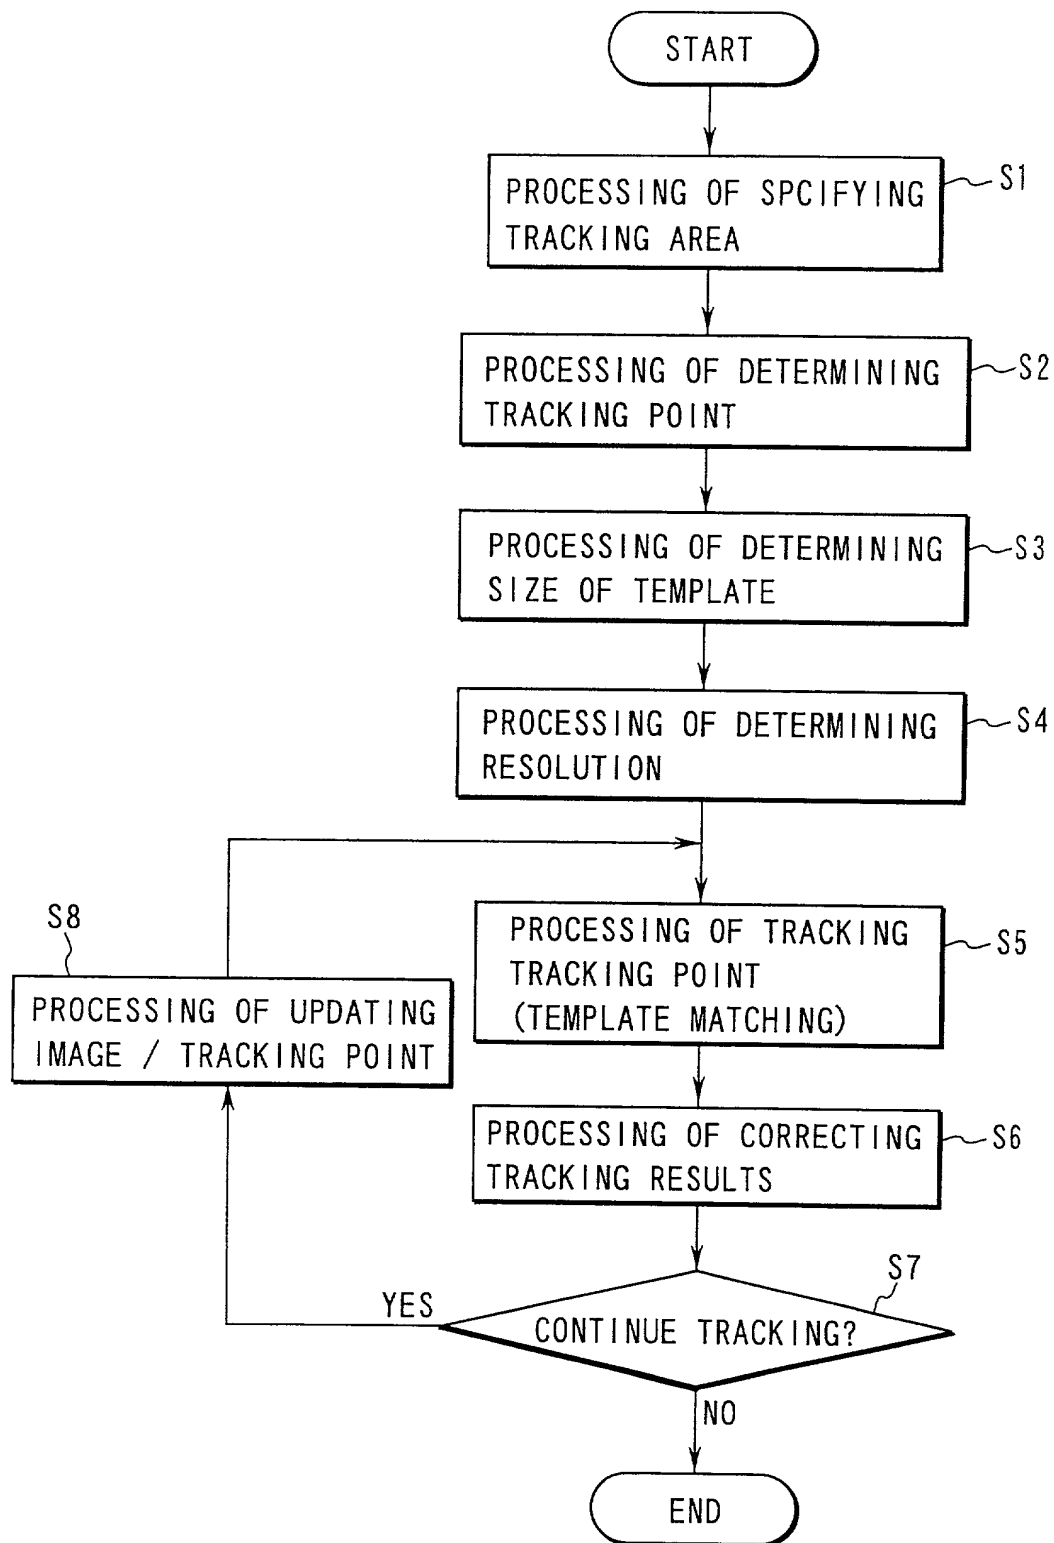 START
S1
PROCESSING OF SPCIFYING
TRACKING AREA
S2
PROCESSING OF DETERMINING
TRACKING POINT
S3
PROCESSING OF DETERMINING
SIZE OF TEMPLATE
S4
PROCESSING OF DETERMINING
RESOLUTION
S5
PROCESSING OF TRACKING
TRACKING POINT
(TEMPLATE MATCHING)
S6
PROCESSING OF CORRECTING
TRACKING RESULTS
S7
CONTINUE TRACKING?
YES
S8
PROCESSING OF UPDATING
IMAGE / TRACKING POINT
NO
END